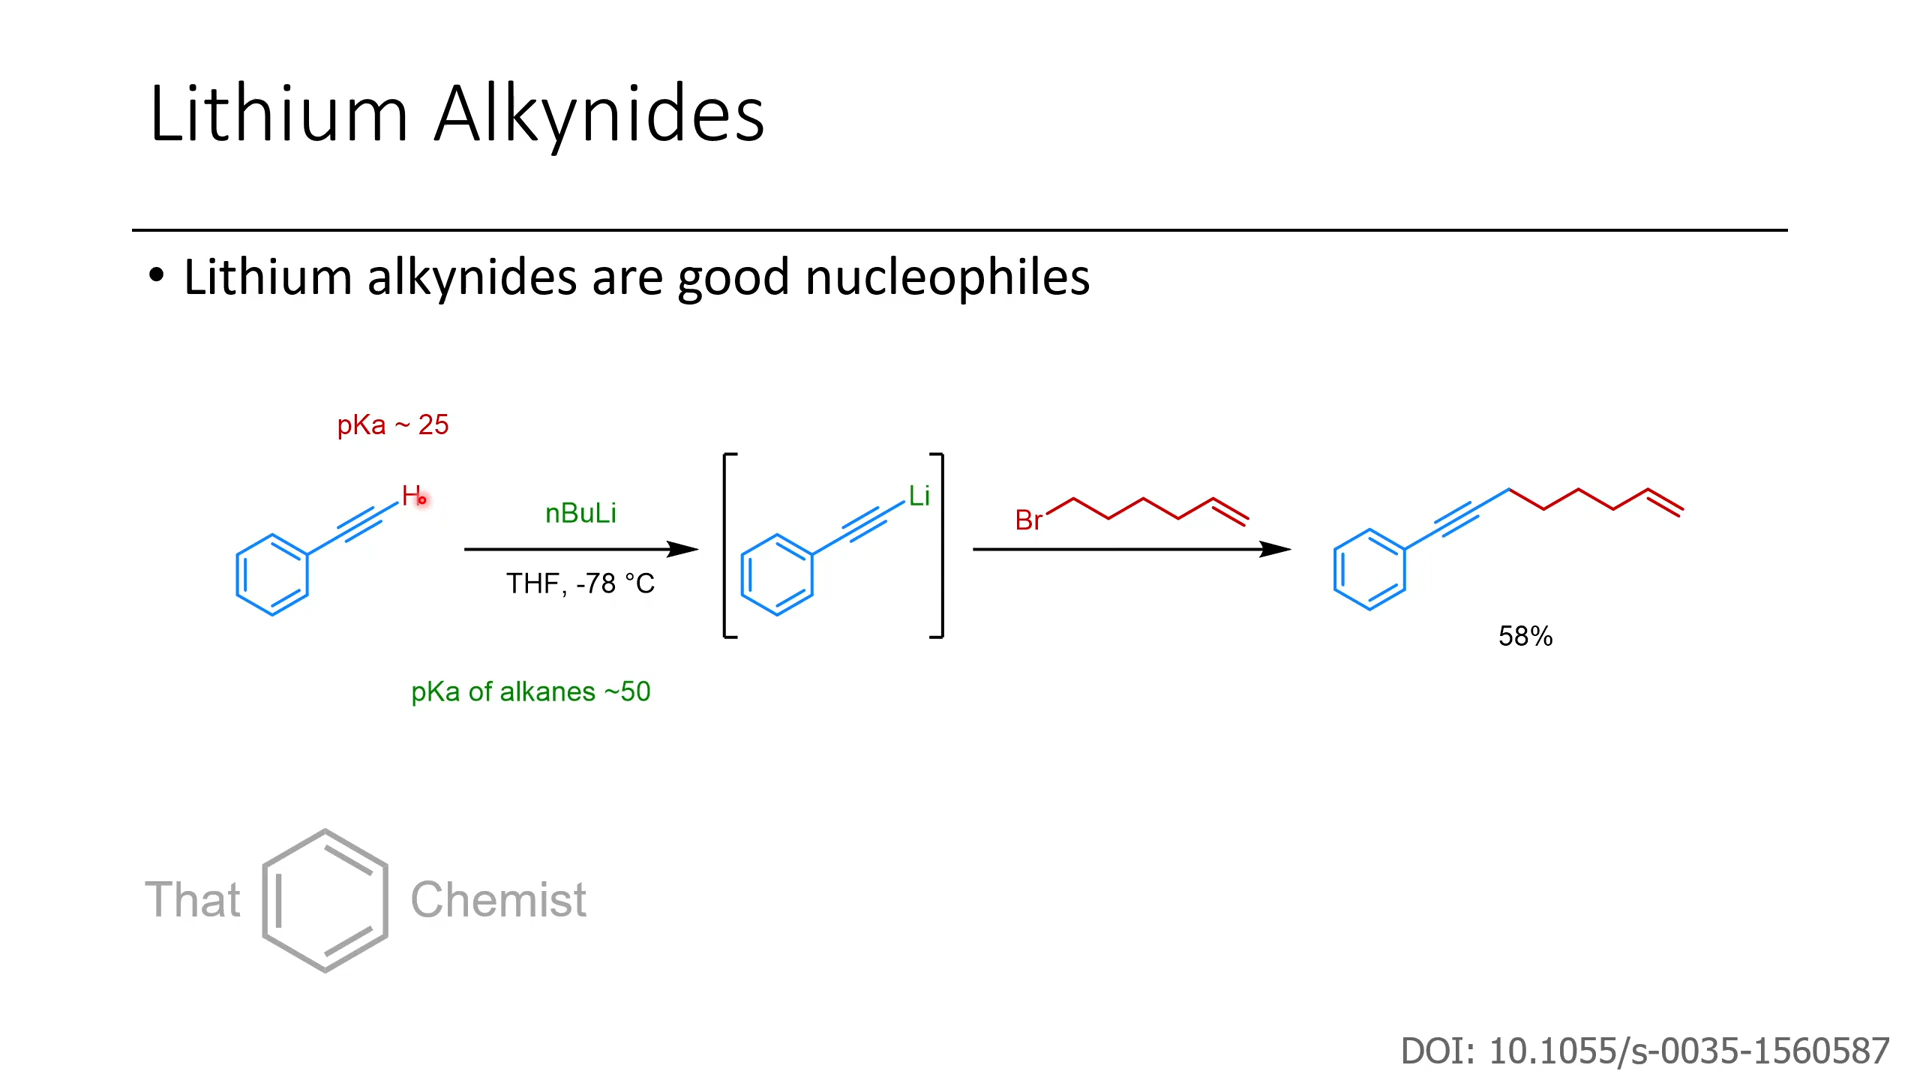 Lithium Alkynides
• Lithium alkynides are good nucleophiles
pKa ~ 25
H
nBuLi
THF, -78 °C
Li
Br
58%
pKa of alkanes ~50
That Chemist
DOI: 10.1055/s-0035-1560587